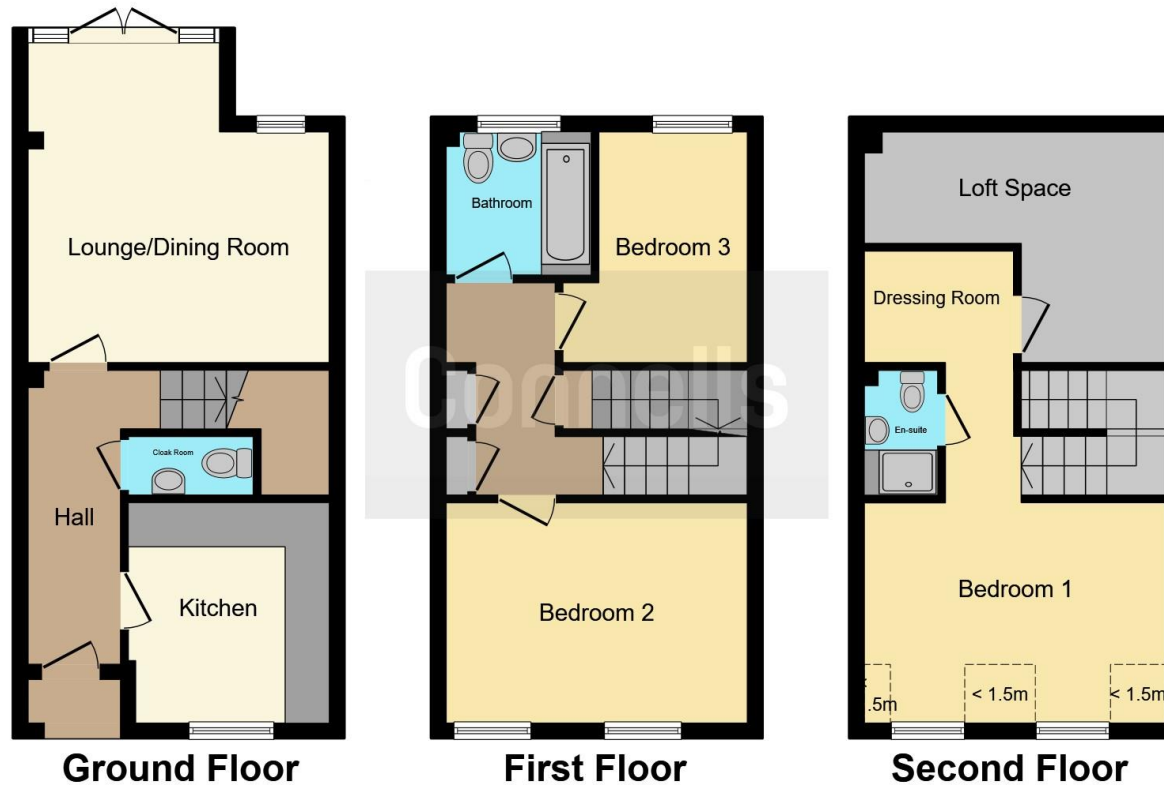 Lounge/Dining Room
Cloak Room
Hall
Kitchen
Ground Floor
Bathroom
Bedroom 3
Connells
Bedroom 2
First Floor
Loft Space
Dressing Room
En-suite
Bedroom 1
<
.5m
< 1.5m
< 1.5m
Second Floor